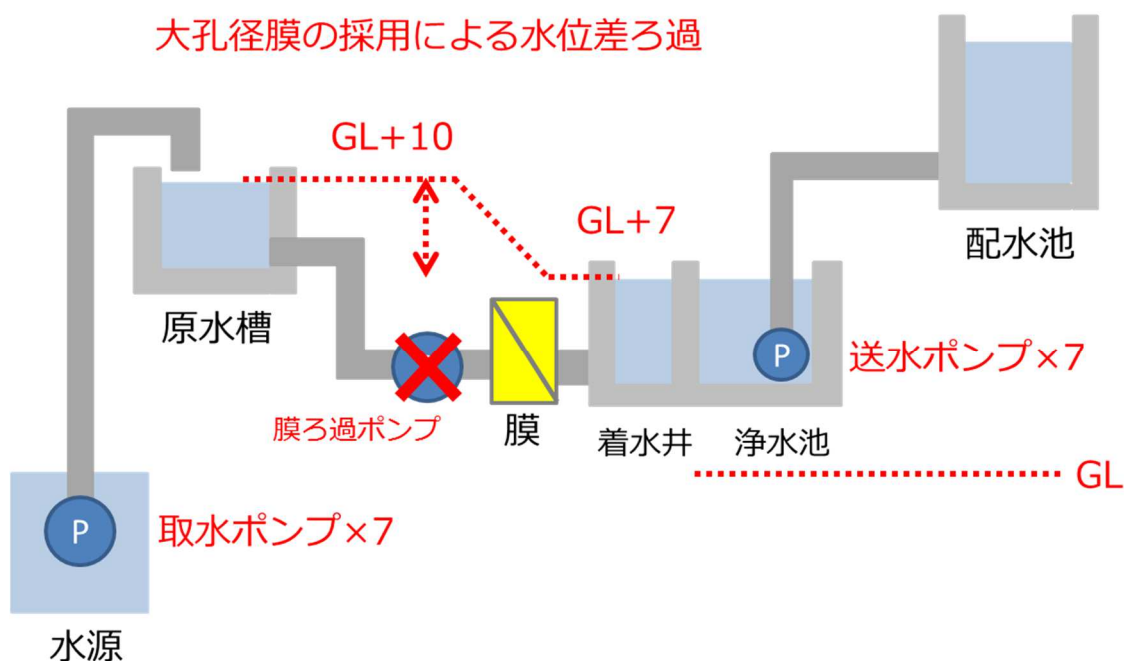 大孔径膜の採用による水位差ろ過
GL+10
GL+7
配水池
原水槽
P
送水ポンプ×7
膜ろ過ポンプ
膜
着水井
浄水池
GL
P
取水ポンプ×7
水源